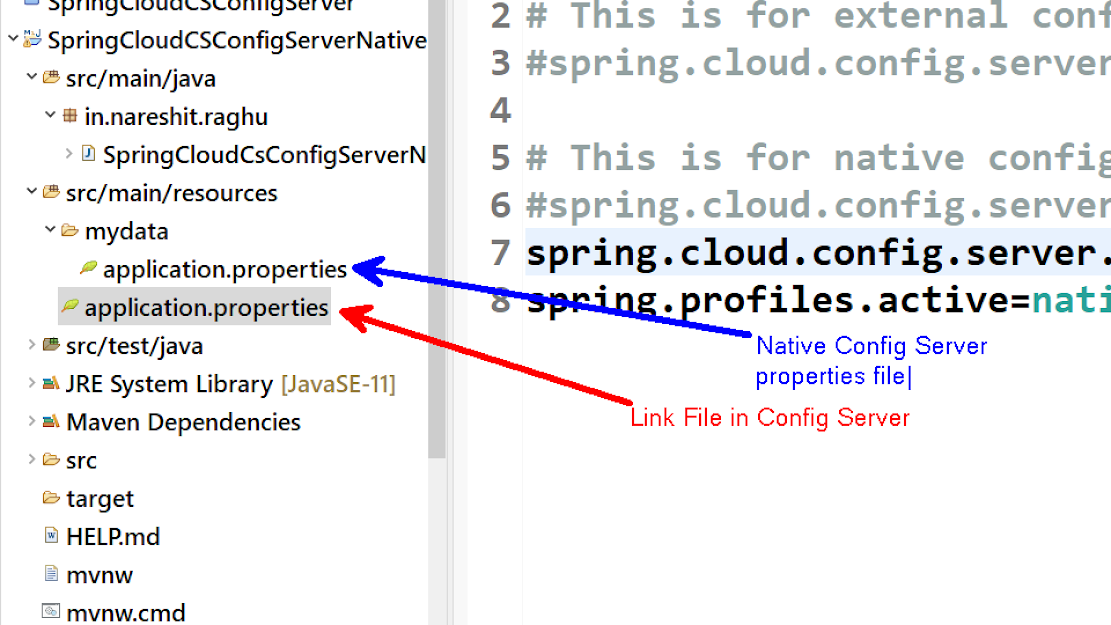 SpringCloudCSConfigServer
SpringCloudCSConfigServerNative
src/main/java
in.nareshit.raghu
SpringCloudCsConfigServerN
src/main/resources
mydata
application.properties
application.properties
src/test/java
JRE System Library [JavaSE-11]
Maven Dependencies
src
target
HELP.md
mvnw
mvnw.cmd
2 # This is for external conf
3 #spring.cloud.config.server
4
5 # This is for native config
6 #spring.cloud.config.server
7 spring.cloud.config.server.
8 spring.profiles.active=nati
Native Config Server
properties file
Link File in Config Server